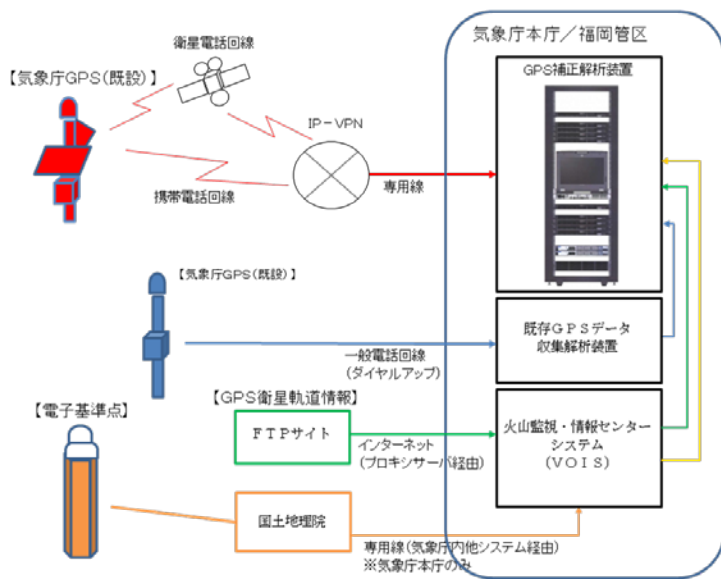 気象庁本庁／福岡管区
衛星電話回線
GPS補正解析装置
【気象庁GPS(既設)】
IP－VPN
専用線
携帯電話回線
【気象庁GPS(既設)】
既存ＧＰＳデータ
収集解析装置
一般電話回線
(ダイヤルアップ)
【電子基準点】
【GPS衛星軌道情報】
ＦＴＰサイト
インターネット
(プロキシサーバ経由)
火山監視・情報センター
システム
(ＶＯＩＳ)
国土地理院
専用線(気象庁内他システム経由)
※気象庁本庁のみ